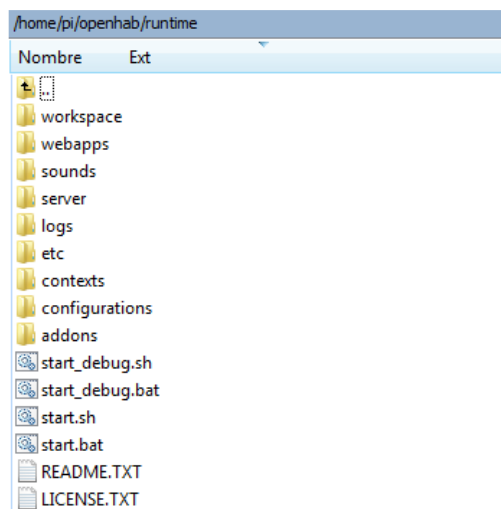 /home/pi/openhab/runtime
Nombre Ext
..
workspace
webapps
sounds
server
logs
etc
contexts
configurations
addons
start_debug.sh
start_debug.bat
start.sh
start.bat
README.TXT
LICENSE.TXT